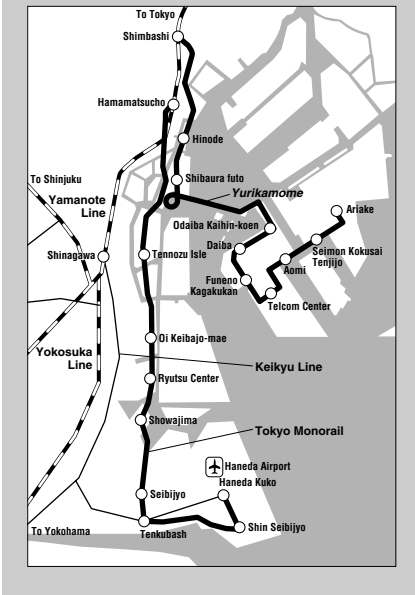 To Tokyo
Shimbashi
Hamamatsucho
Hinode
To Shinjuku
Shibaura futo
Yamanote
Line
Yurikamome
Ariake
Odaiba Kaihin-koen
Daiba
Seimon Kokusai
Tenjijo
Shinagawa
Tennozu Isle
Aomi
Funeno
Kagakukan
Telcom Center
Oi Keibajo-mae
Yokosuka
Line
Keikyu Line
Ryutsu Center
Showajima
Tokyo Monorail
Haneda Airport
Haneda Kuko
Seibijyo
To Yokohama
Tenkubash
Shin Seibijyo